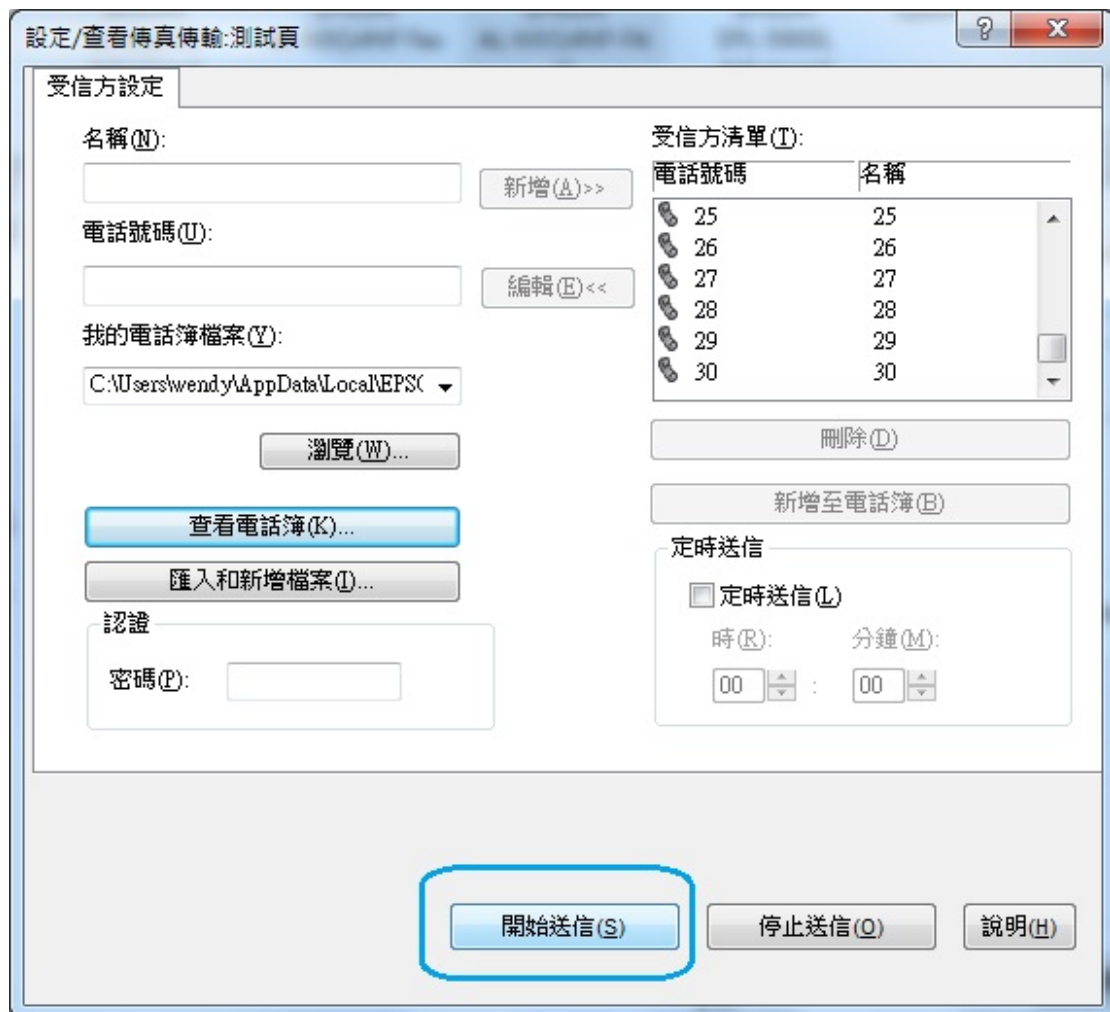 設定/查看傳真傳輸:測試頁
受信方設定
名稱(N):
新增(A)>>
電話號碼(U):
編輯(E)<<
我的電話簿檔案(Y):
C:\Users\wendy\AppData\Local\EPS(
瀏覽(W)...
查看電話簿(K)...
匯入和新增檔案(I)...
認證
密碼(P):
受信方清單(T):
電話號碼 名稱
25 25
26 26
27 27
28 28
29 29
30 30
刪除(D)
新增至電話簿(B)
定時送信
定時送信(L)
時(R): 分鐘(M):
00 : 00
開始送信(S) 停止送信(O) 說明(H)